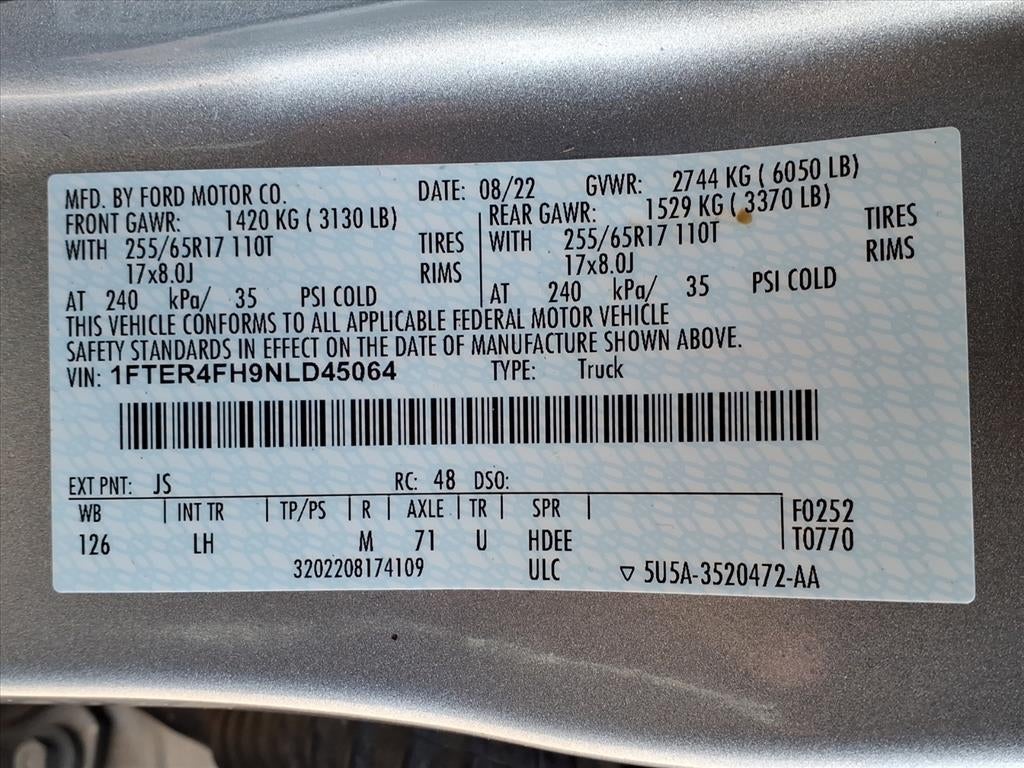 MFD. BY FORD MOTOR CO. DATE: 08/22 GVWR: 2744 KG ( 6050 LB)
FRONT GAWR: 1420 KG ( 3130 LB) REAR GAWR: 1529 KG ( 3370 LB)
WITH 255/65R17 110T TIRES WITH 255/65R17 110T TIRES
17x8.0J RIMS 17x8.0J RIMS
AT 240 kPa/ 35 PSI COLD AT 240 kPa/ 35 PSI COLD
THIS VEHICLE CONFORMS TO ALL APPLICABLE FEDERAL MOTOR VEHICLE
SAFETY STANDARDS IN EFFECT ON THE DATE OF MANUFACTURE SHOWN ABOVE.
VIN: 1FTER4FH9NLD45064 TYPE: Truck
EXT PNT: JS RC: 48 DSO:
WB | INT TR | TP/PS | R | AXLE | TR | SPR | F0252
126 LH M 71 U HDEE T0770
3202208174109 ULC ▽ 5U5A-3520472-AA